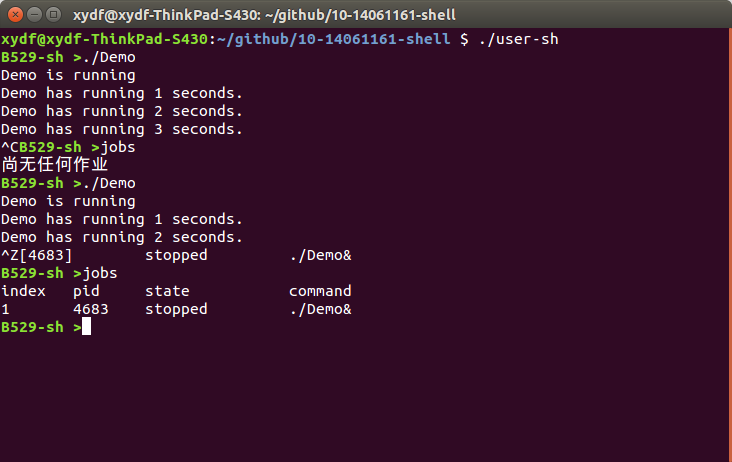 xydf@xydf-ThinkPad-S430: ~/github/10-14061161-shell
xydf@xydf-ThinkPad-S430:~/github/10-14061161-shell $ ./user-sh
B529-sh >./Demo
Demo is running
Demo has running 1 seconds.
Demo has running 2 seconds.
Demo has running 3 seconds.
^CB529-sh >jobs
尚无任何作业
B529-sh >./Demo
Demo is running
Demo has running 1 seconds.
Demo has running 2 seconds.
^Z[4683]        stopped         ./Demo&
B529-sh >jobs
index   pid     state           command
1       4683    stopped         ./Demo&
B529-sh >